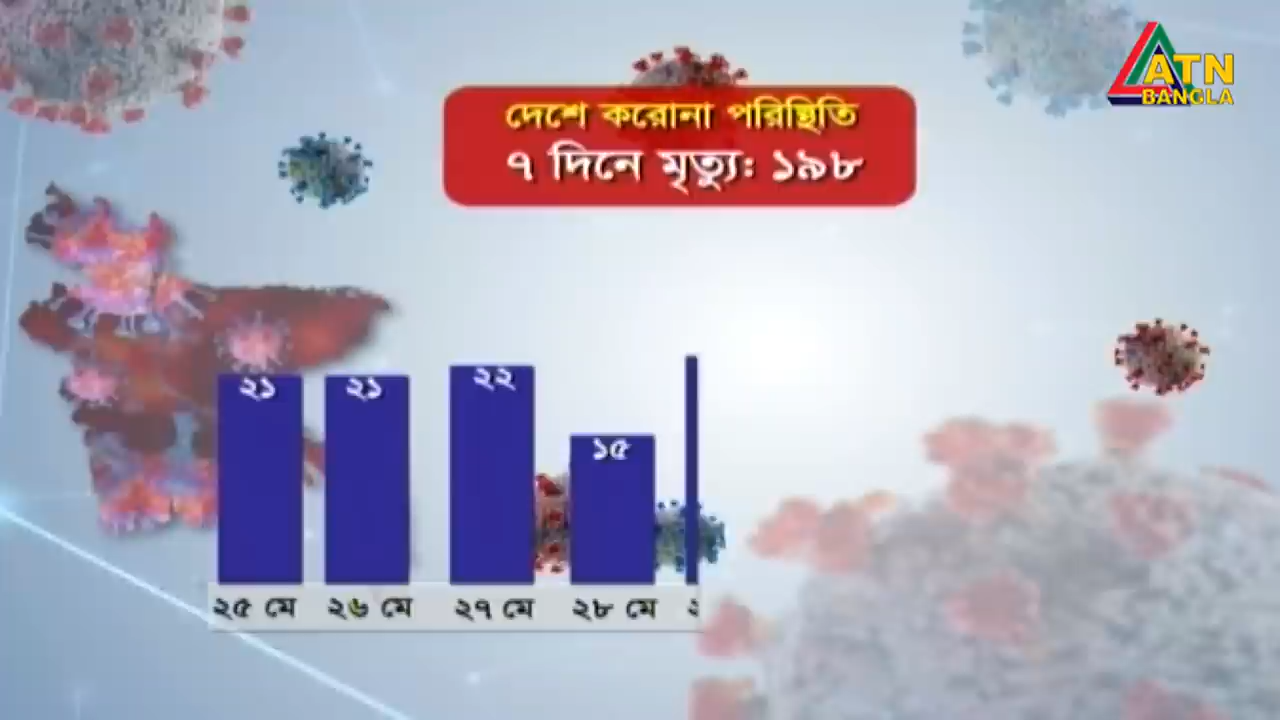 ATN
BANGLA
দেশে করোনা পরিস্থিতি
৭ দিনে মৃত্যুঃ ১৯৮
২১ ২১ ২২ ১৫
২৫ মে ২৬ মে ২৭ মে ২৮ মে